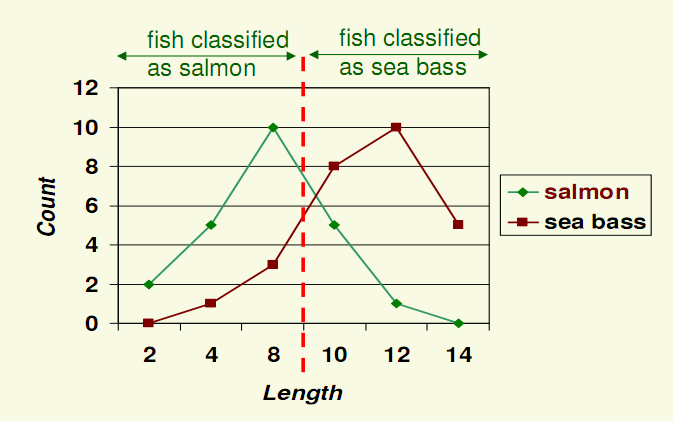 fish classified
as salmon
fish classified
as sea bass
12
10
8
6
4
2
0
Count
2 4 8 10 12 14
Length
salmon
sea bass